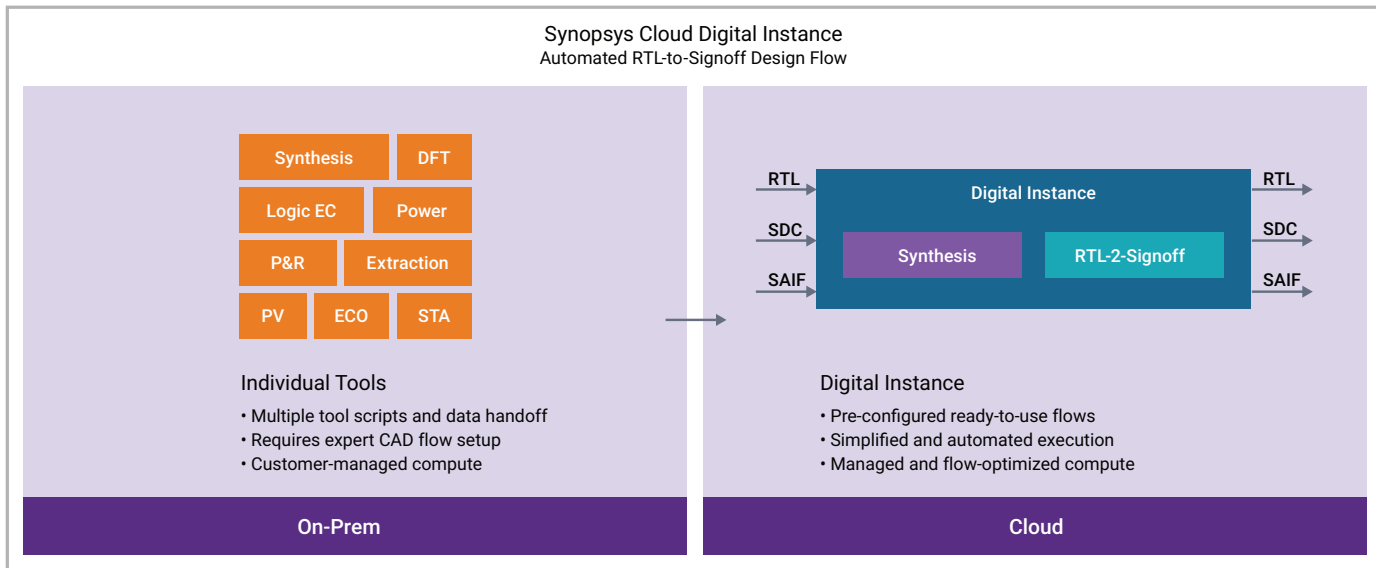 Synopsys Cloud Digital Instance
Automated RTL-to-Signoff Design Flow
Synthesis
DFT
Logic EC
Power
P&R
Extraction
PV
ECO
STA
Individual Tools
• Multiple tool scripts and data handoff
• Requires expert CAD flow setup
• Customer-managed compute
On-Prem
RTL
SDC
SAIF
Digital Instance
Synthesis
RTL-2-Signoff
RTL
SDC
SAIF
Digital Instance
• Pre-configured ready-to-use flows
• Simplified and automated execution
• Managed and flow-optimized compute
Cloud